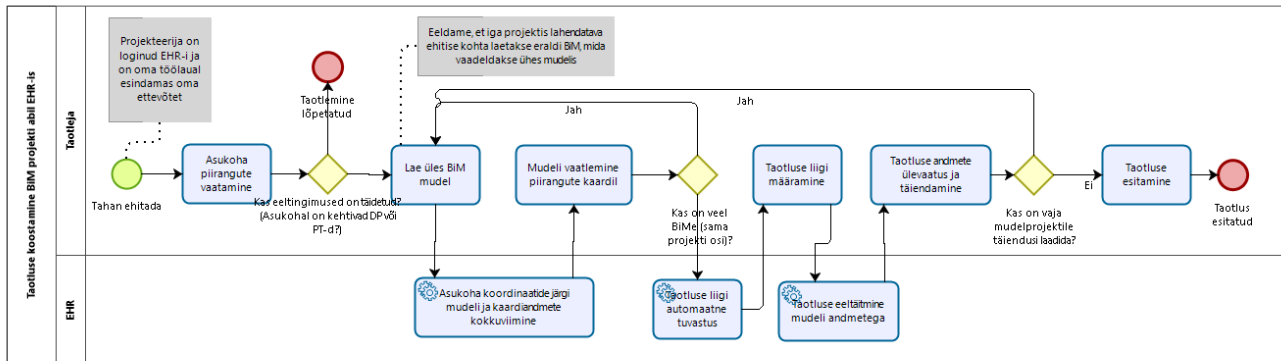 Taotluse koostamine BIM projekti abil EHR-is
Taotleja
Projekteerija on
loginud EHR-i ja
on oma töölaual
esindamas oma
ettevõtet
Eeldame, et iga projektis lahendatava
ehitise kohta laetakse eraldi BiM, mida
vaadeldakse ühes mudelis
Taotlemine
lõpetatud
Tahan ehitada
Asukoha
piirangute
vaatamine
Kas eeltingimused on täidetud?
(Asukohal on kehtivad DP või
PT-d?)
Lae üles BiM
mudel
Mudeli vaatlemine
piirangute kaardil
Jah
Kas on veel
BiMe (sama
projekti osi)?
Taotluse liigi
määramine
Jah
Taotluse andmete
ülevaatus ja
täiendamine
Kas on vaja
mudelprojektile
täiendusi laadida?
Ei
Taotluse
esitamine
Taotlus
esitatud
EHR
Asukoha koordinaatide järgi
mudeli ja kaardiandmete
kokkuviimine
Taotluse liigi
automaatne
tuvastus
Taotluse eeltäitmine
mudeli andmetega